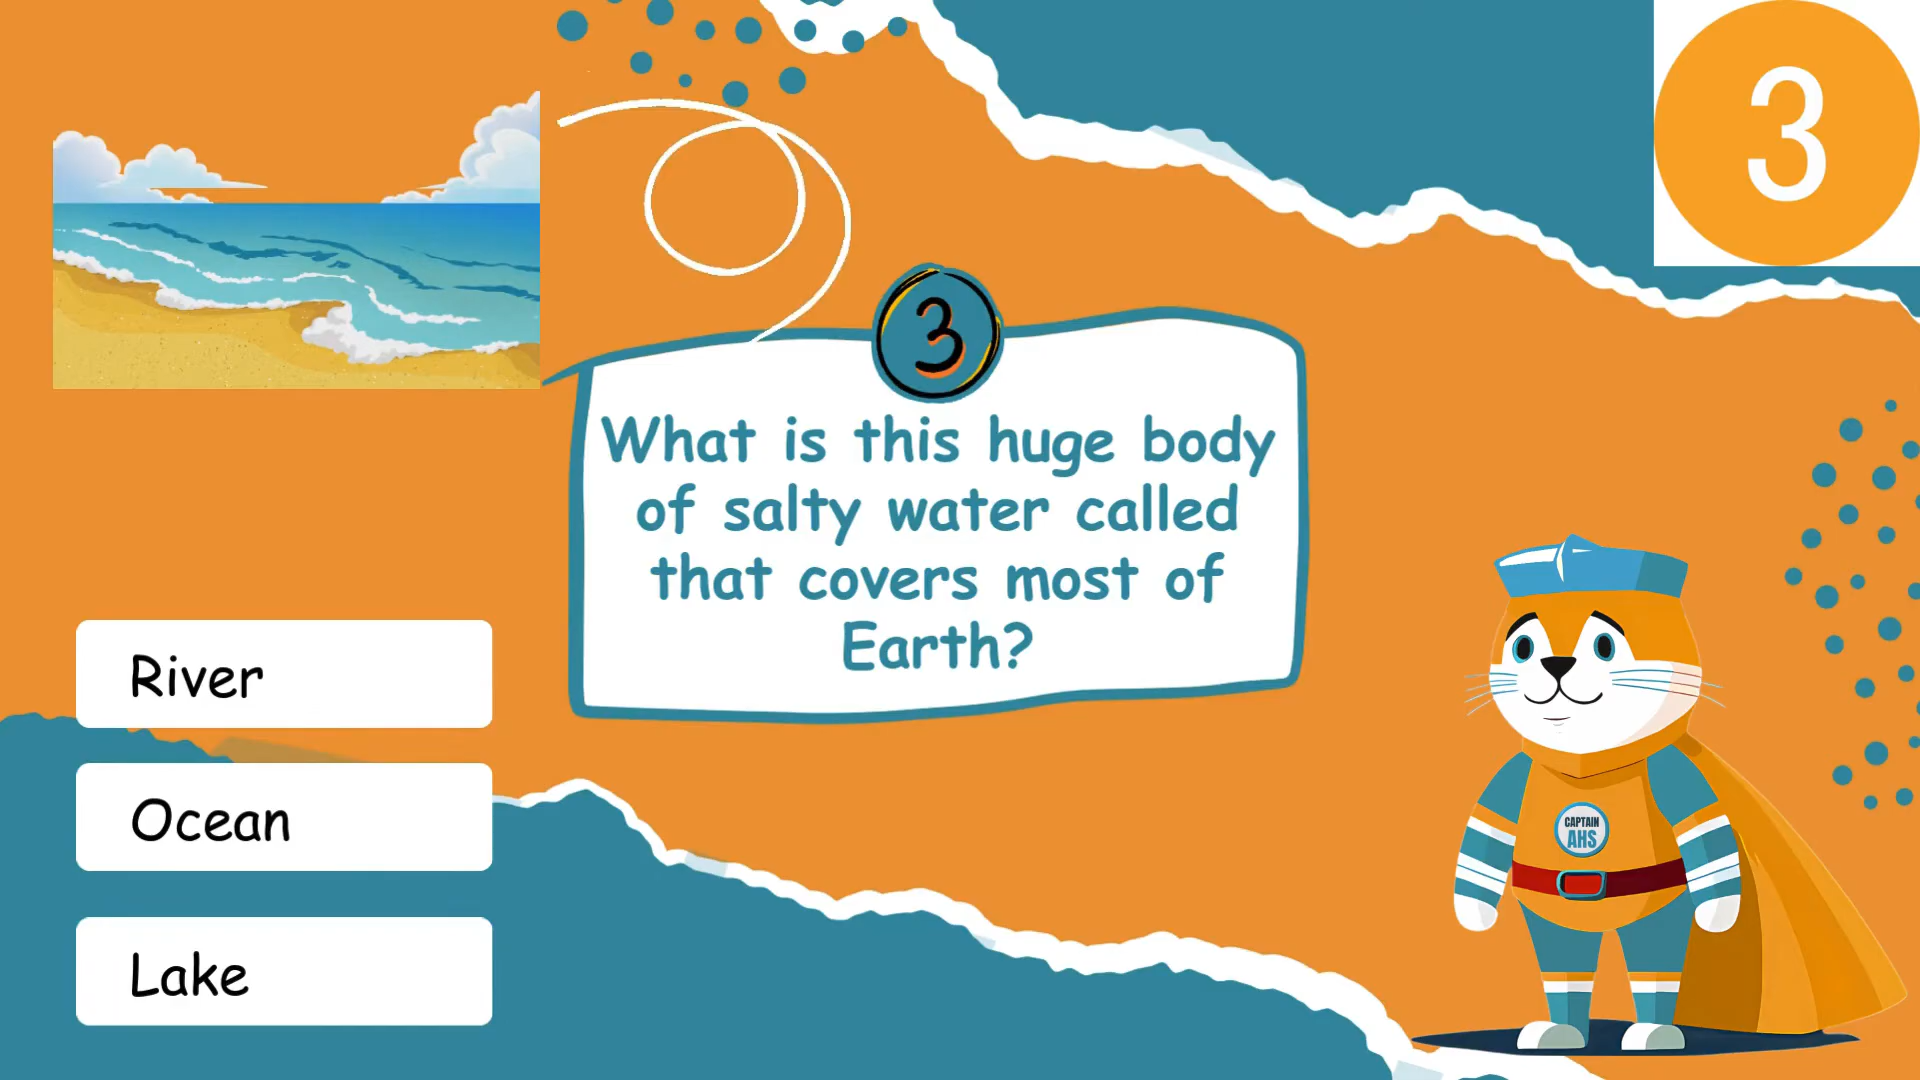 3
3
What is this huge body
of salty water called
that covers most of
Earth?
River
Ocean
Lake
CAPTAIN
AHS